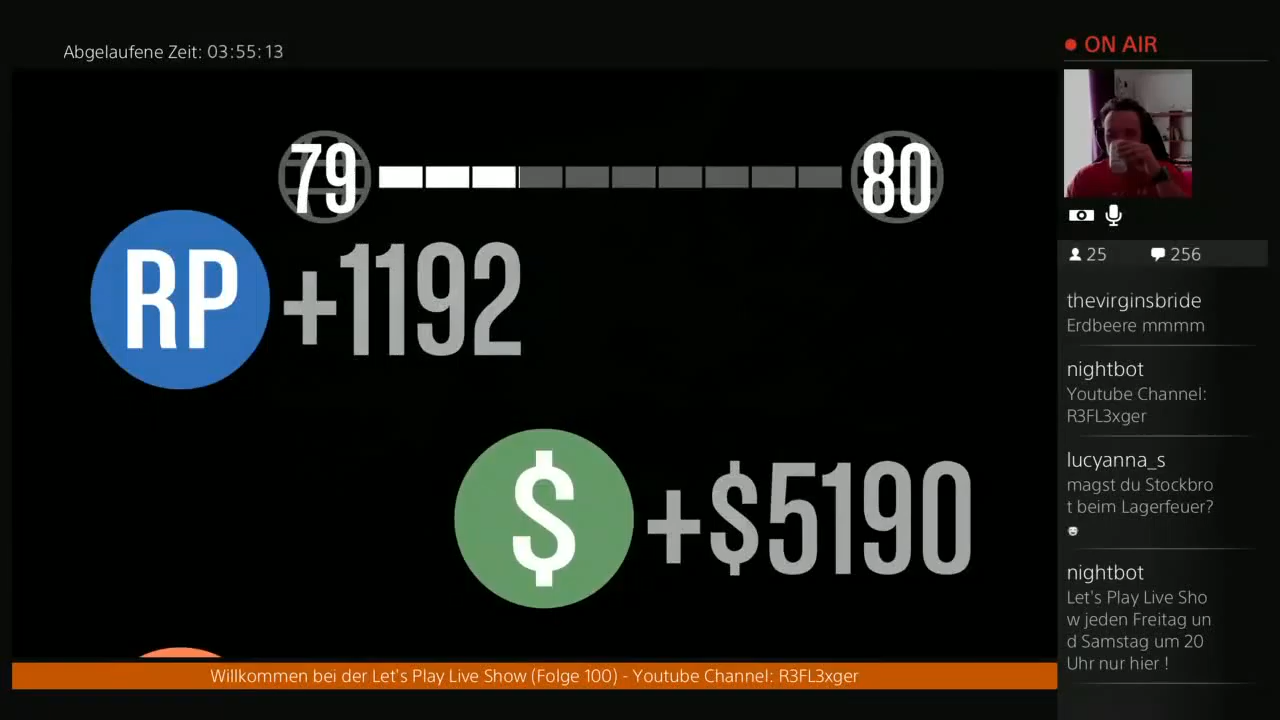 Abgelaufene Zeit: 03:55:13
ON AIR
79
80
RP +1192
$ +$5190
25 256
thevirginsbride
Erdbeere mmmm
nightbot
Youtube Channel:
R3FL3xger
lucyanna_s
magst du Stockbro
t beim Lagerfeuer?
nightbot
Let's Play Live Sho
w jeden Freitag un
d Samstag um 20
Uhr nur hier !
Willkommen bei der Let's Play Live Show (Folge 100) - Youtube Channel: R3FL3xger